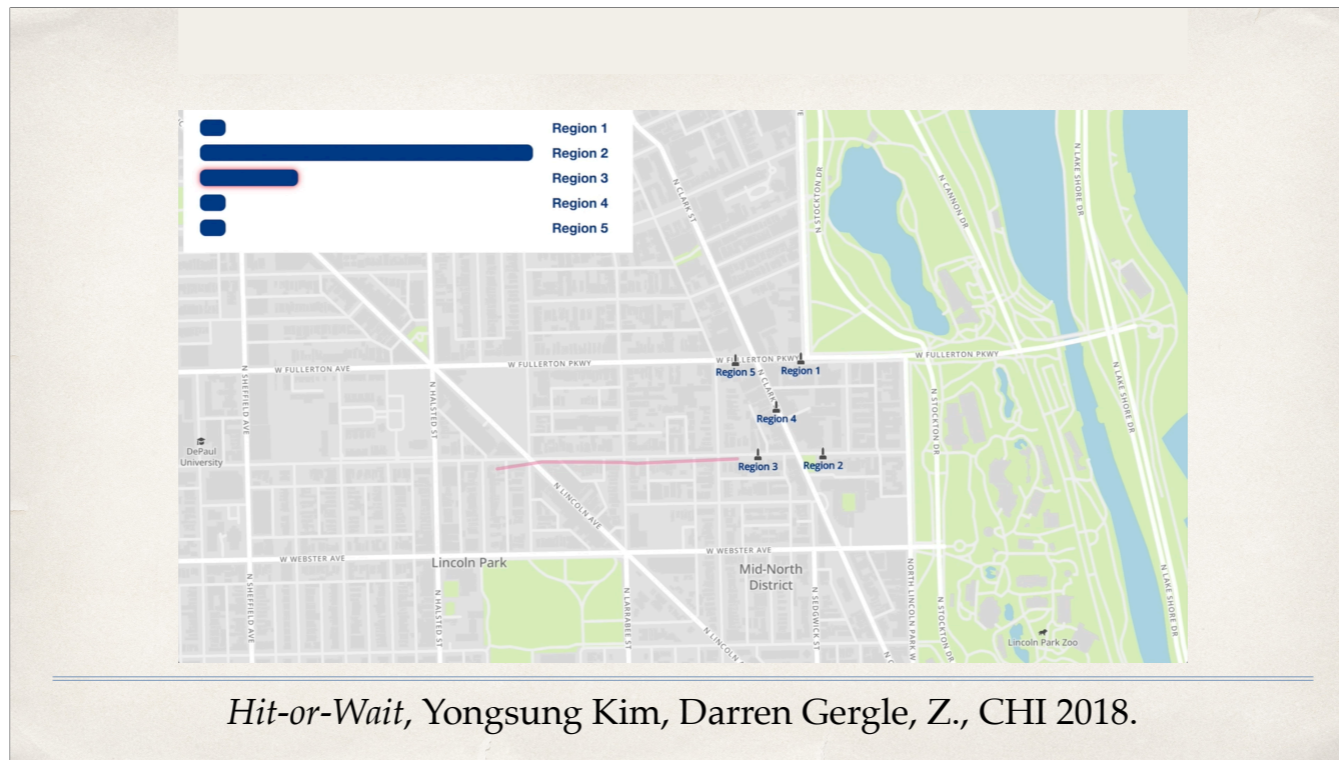 Region 1
Region 2
Region 3
Region 4
Region 5
N CLARK ST
N STOCKTON DR
N CANNON DR
N LAKE SHORE DR
W FULLERTON AVE
W FULLERTON PKWY
W FULLERTON PKWY
W FULLERTON PKWY
Region 5
Region 1
N CLARK
Region 4
N SHEFFIELD AVE
N HALSTED ST
N STOCKTON DR
N LAKE SHORE DR
DePaul
University
Region 3
Region 2
N LINCOLN AVE
W WEBSTER AVE
W WEBSTER AVE
Lincoln Park
Mid-North
District
N SHEFFIELD AVE
N HALSTED ST
N LARRABEE ST
N SEDGWICK ST
NORTH LINCOLN PARK W
N STOCKTON DR
N LAKE SHORE DR
N LINCOLN
Lincoln Park Zoo
Hit-or-Wait, Yongsung Kim, Darren Gergle, Z., CHI 2018.